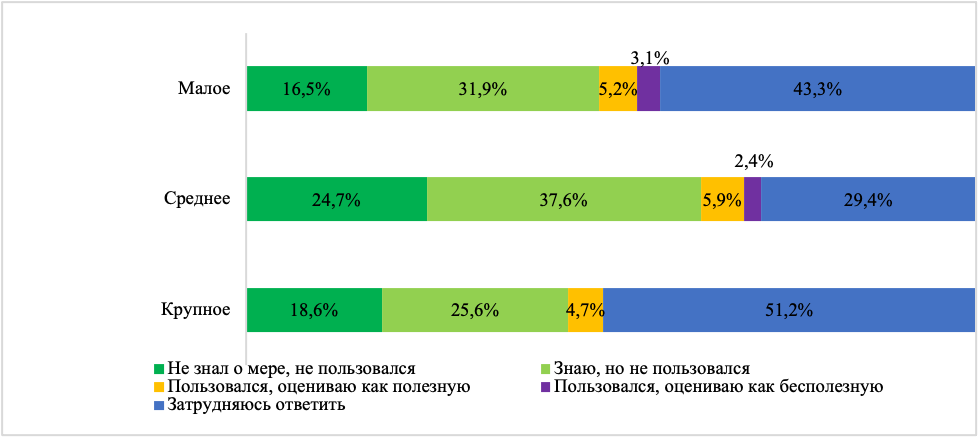 3,1%
Малое 16,5% 31,9% 5,2% 43,3%
2,4%
Среднее 24,7% 37,6% 5,9% 29,4%
Крупное 18,6% 25,6% 4,7% 51,2%
Не знал о мере, не пользовался Знаю, но не пользовался
Пользовался, оцениваю как полезную Пользовался, оцениваю как бесполезную
Затрудняюсь ответить